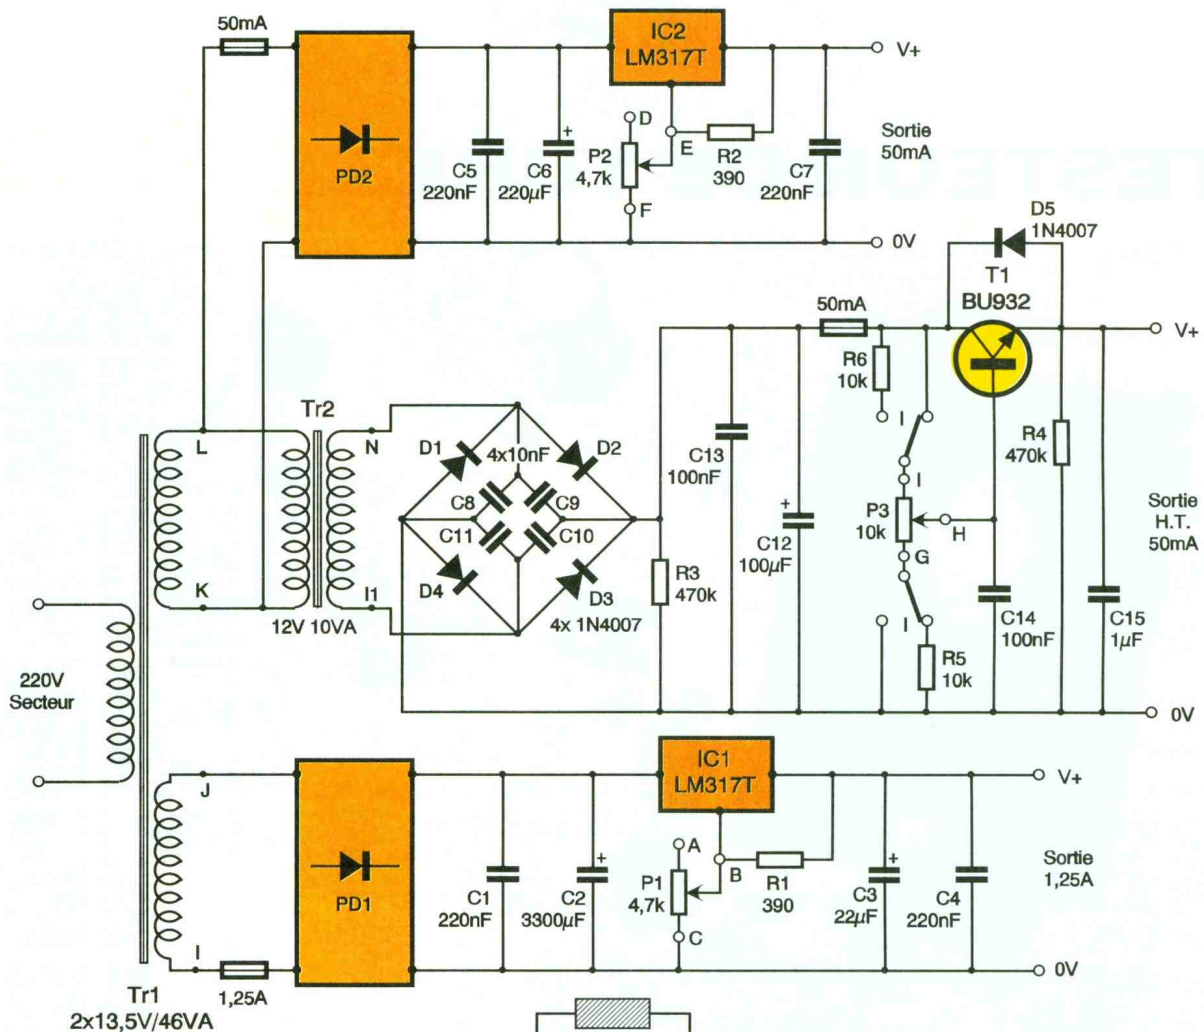 TESTEUR
50mA
IC2
LM317T
V+
D
E
P2
4,7k
F
R2
390
C5
220nF
C6
220µF
+
C7
220nF
PD2
Sortie
50mA
0V
D5
1N4007
T1
BU932
50mA
V+
R6
10k
Tr2
L
N
K
I1
12V 10VA
D1
D2
4x10nF
C8
C9
C11
C10
D4
D3
4x 1N4007
C13
100nF
+
C12
100µF
R3
470k
I
I
P3
10k
H
G
I
R5
10k
R4
470k
C14
100nF
C15
1µF
Sortie
H.T.
50mA
0V
220V
Secteur
IC1
LM317T
V+
J
A
B
P1
4,7k
C
R1
390
PD1
C1
220nF
+
C2
3300µF
+
C3
22µF
C4
220nF
Sortie
1,25A
0V
I
1,25A
Tr1
2x13,5V/46VA